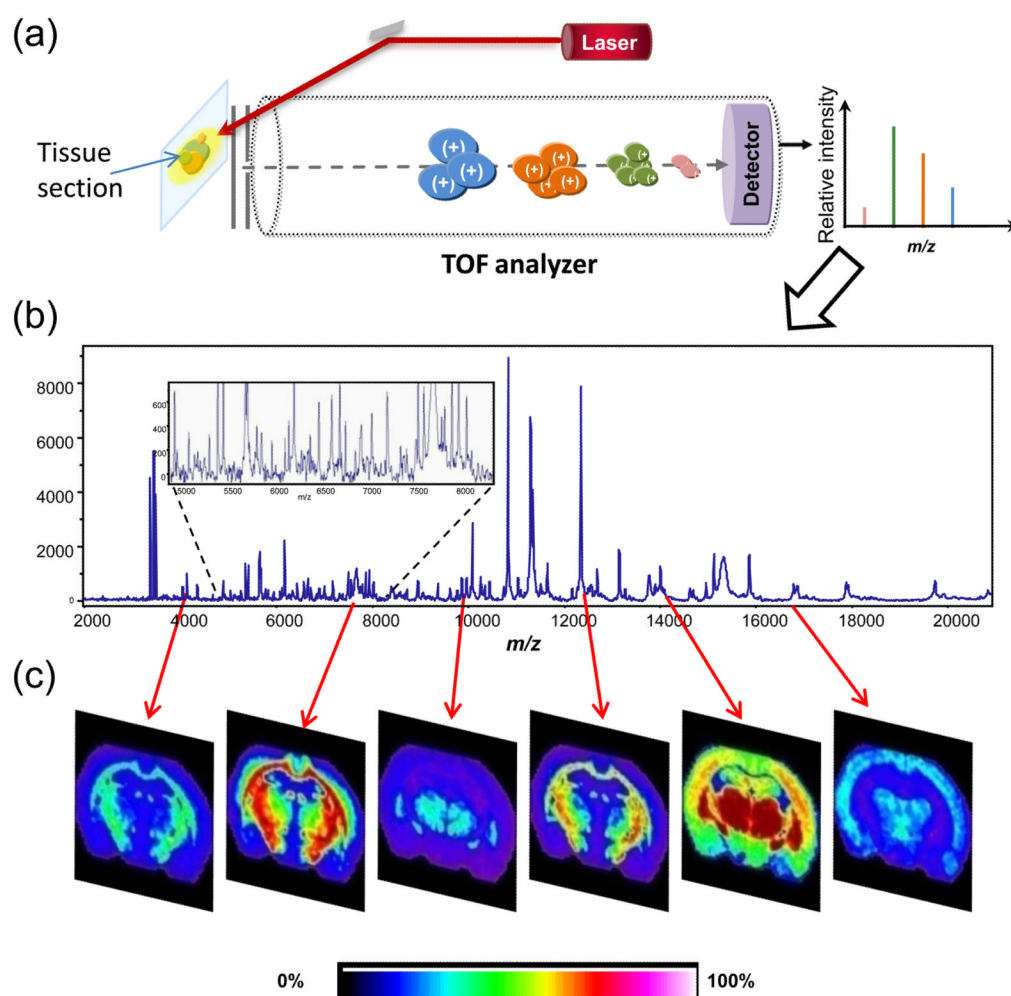 (a)
Laser
Tissue
section
(+)
(+) (+)
(+)
(+) (+)
(+)
(+)
(+)
(+)
(+)
Detector
TOF analyzer
Relative intensity
m/z
(b)
8000
6000
4000
2000
0
600
400
200
0
5000 5500 6000 6500 7000 7500 8000
m/z
2000 4000 6000 8000 10000 12000 14000 16000 18000 20000
m/z
(c)
0% 100%